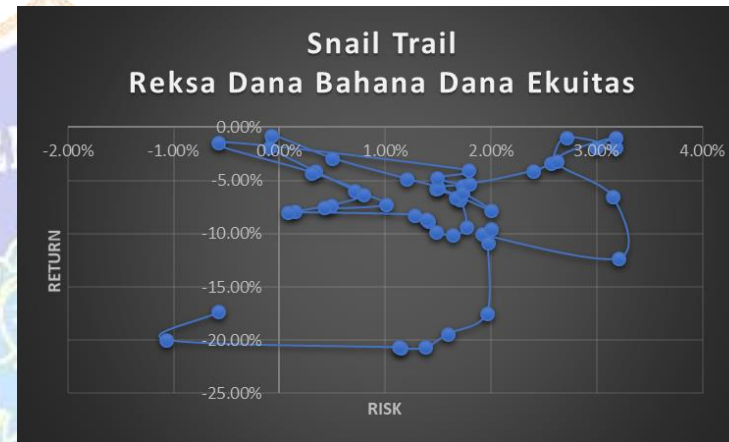 Snail Trail
Reksa Dana Bahana Dana Ekuitas
0.00%
-2.00% -1.00% 0.00% 1.00% 2.00% 3.00% 4.00%
-5.00%
-10.00%
-15.00%
-20.00%
-25.00%
RETURN
RISK